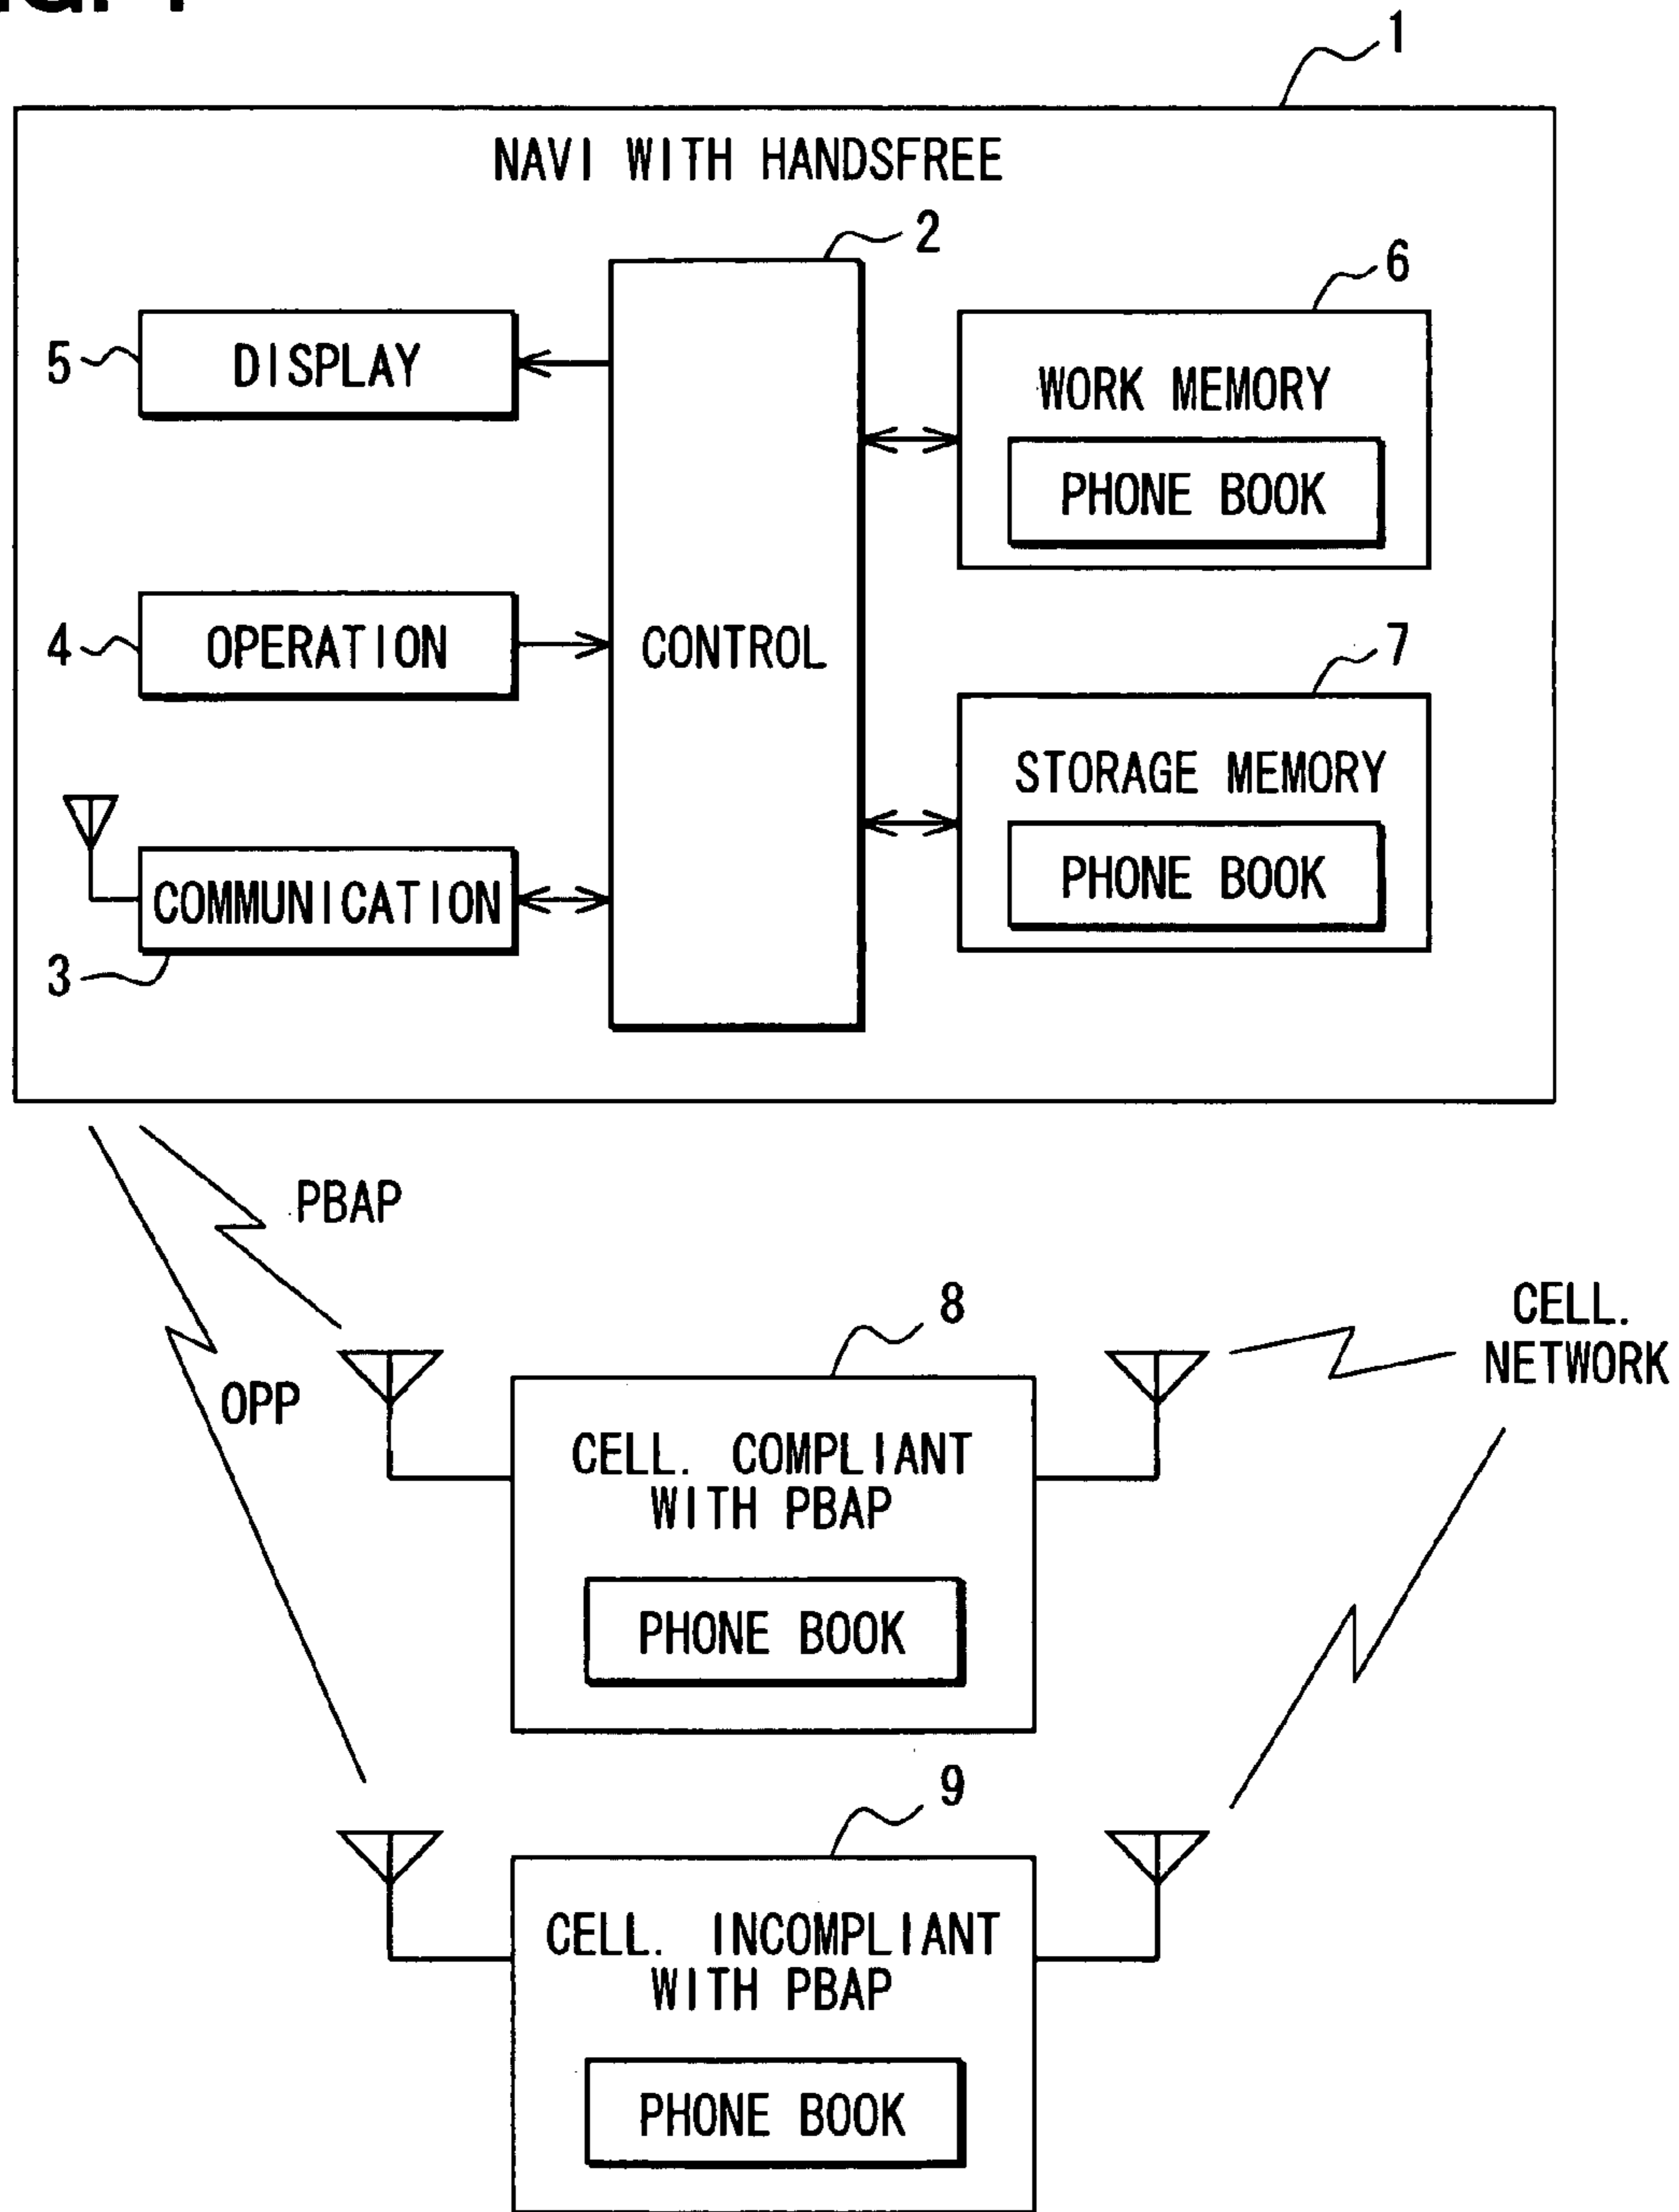 1
NAVI WITH HANDSFREE
2
6
5
DISPLAY
WORK MEMORY
PHONE BOOK
4
OPERATION
CONTROL
7
STORAGE MEMORY
PHONE BOOK
COMMUNICATION
3
PBAP
OPP
8
CELL.
NETWORK
CELL. COMPLIANT
WITH PBAP
PHONE BOOK
9
CELL. INCOMPLIANT
WITH PBAP
PHONE BOOK